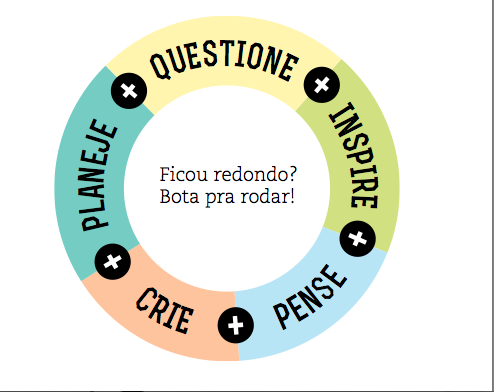 QUESTIONE
INSPIRE
PENSE
CRIE
PLANEJE
Ficou redondo?
Bota pra rodar!